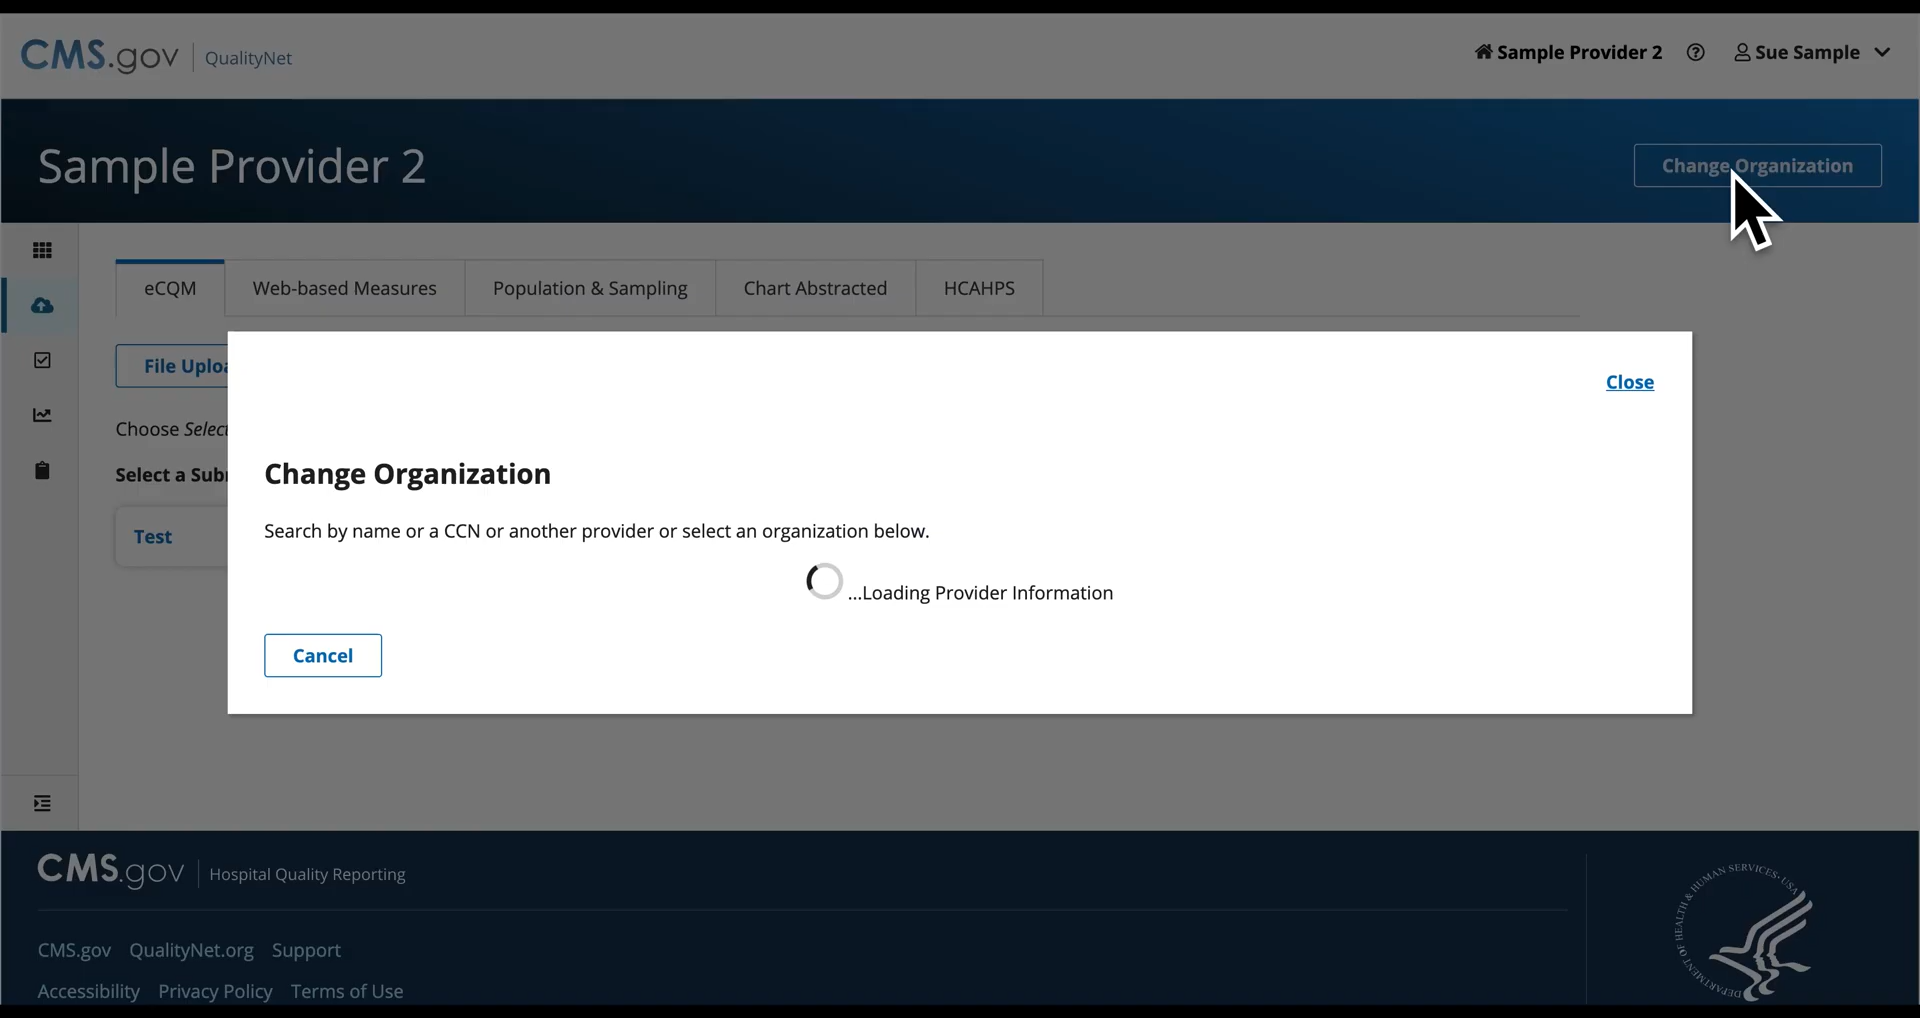 CMS.gov QualityNet
Sample Provider 2
Sue Sample
Sample Provider 2
Change Organization
eCQM
Web-based Measures
Population & Sampling
Chart Abstracted
HCAHPS
File Uploa
Close
Choose Select
Change Organization
Select a Sub
Search by name or a CCN or another provider or select an organization below.
Test
...Loading Provider Information
Cancel
CMS.gov Hospital Quality Reporting
CMS.gov QualityNet.org Support
Accessibility Privacy Policy Terms of Use
DEPARTMENT OF HEALTH & HUMAN SERVICES • USA